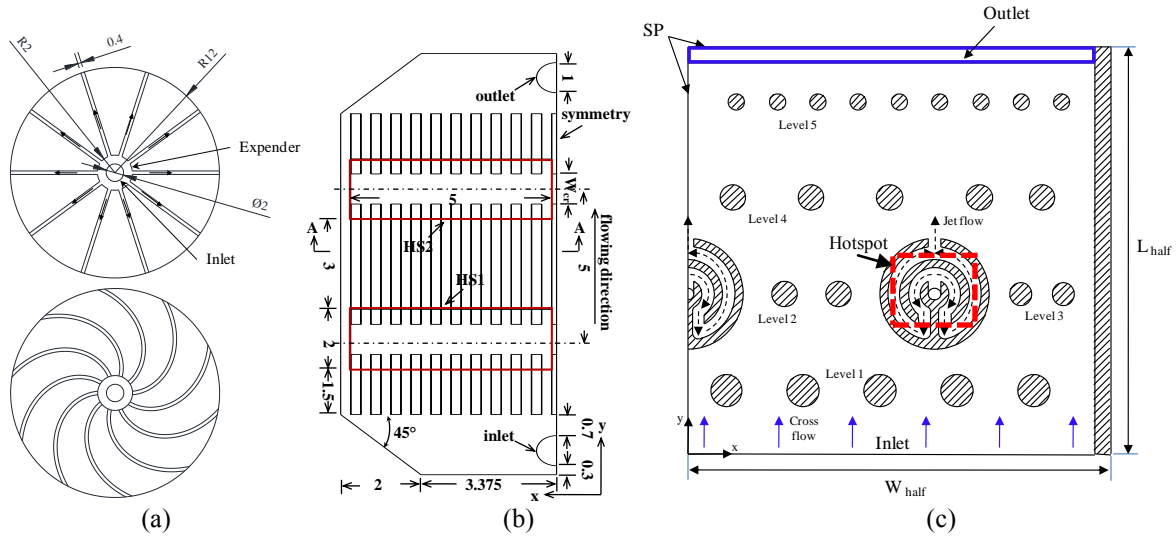 R2
0.4
R12
Expender
Ø2
Inlet
(a)
outlet
1
symmetry
5
W_cr
HS2
A
A
3
HS1
flowing direction
5
2
1.5
45°
inlet
0.7
0.3
y
x
2
3.375
(b)
SP
Outlet
Level 5
Level 4
Jet flow
Hotspot
Level 2
Level 3
Level 1
L half
y
x
Cross flow
Inlet
W half
(c)